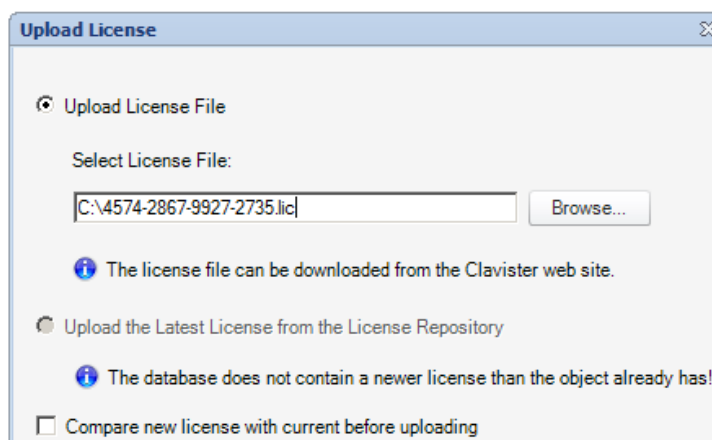 Upload License
Upload License File
Select License File:
C:\4574-2867-9927-2735.lic
Browse...
The license file can be downloaded from the Clavister web site.
Upload the Latest License from the License Repository
The database does not contain a newer license than the object already has!
Compare new license with current before uploading